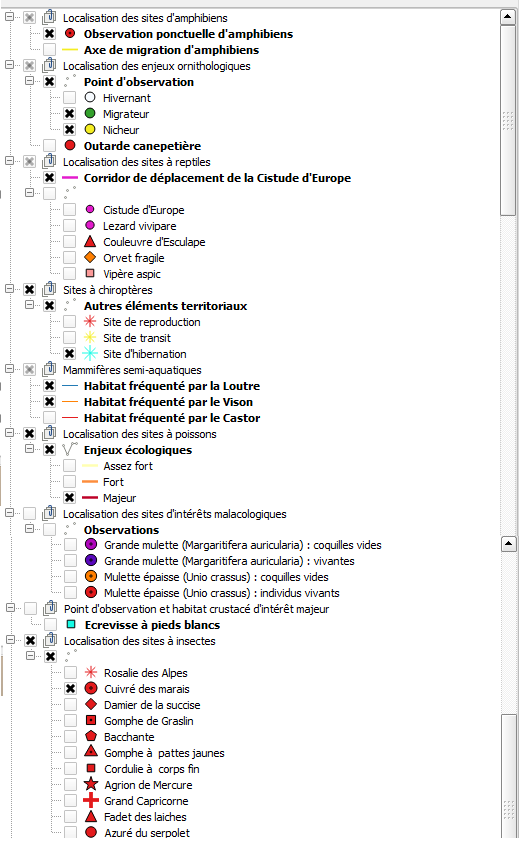 Localisation des sites d'amphibiens
Observation ponctuelle d'amphibiens
Axe de migration d'amphibiens
Localisation des enjeux ornithologiques
Point d'observation
Hivernant
Migrateur
Nicheur
Outarde canepetière
Localisation des sites à reptiles
Corridor de déplacement de la Cistude d'Europe
Cistude d'Europe
Lezard vivipare
Couleuvre d'Esculape
Orvet fragile
Vipère aspic
Sites à chiroptères
Autres éléments territoriaux
Site de reproduction
Site de transit
Site d'hibernation
Mammifères semi-aquatiques
Habitat fréquenté par la Loutre
Habitat fréquenté par le Vison
Habitat fréquenté par le Castor
Localisation des sites à poissons
Enjeux écologiques
Assez fort
Fort
Majeur
Localisation des sites d'intérêts malacologiques
Observations
Grande mulette (Margaritifera auricularia) : coquilles vides
Grande mulette (Margaritifera auricularia) : vivantes
Mulette épaisse (Unio crassus) : coquilles vides
Mulette épaisse (Unio crassus) : individus vivants
Point d'observation et habitat crustacé d'intérêt majeur
Ecrevisse à pieds blancs
Localisation des sites à insectes
Rosalie des Alpes
Cuivré des marais
Damier de la succise
Gomphe de Graslin
Bacchante
Gomphe à pattes jaunes
Cordulie à corps fin
Agrion de Mercure
Grand Capricorne
Fadet des laiches
Azuré du serpolet